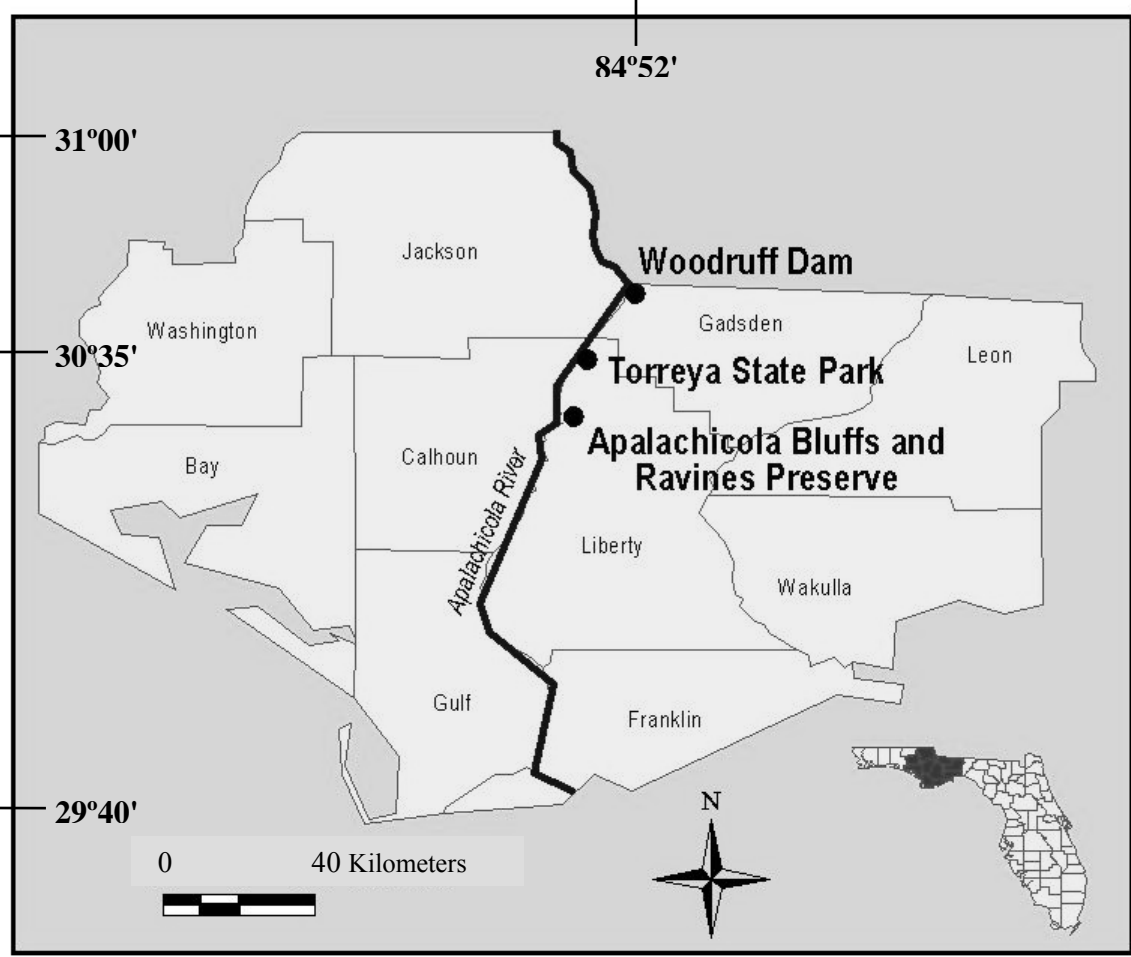 84º52'
31º00'
Jackson
Woodruff Dam
Washington
Gadsden
30º35'
Leon
Torreya State Park
Apalachicola Bluffs and
Ravines Preserve
Bay
Calhoun
Apalachicola River
Liberty
Wakulla
Gulf
Franklin
29º40'
N
0 40 Kilometers